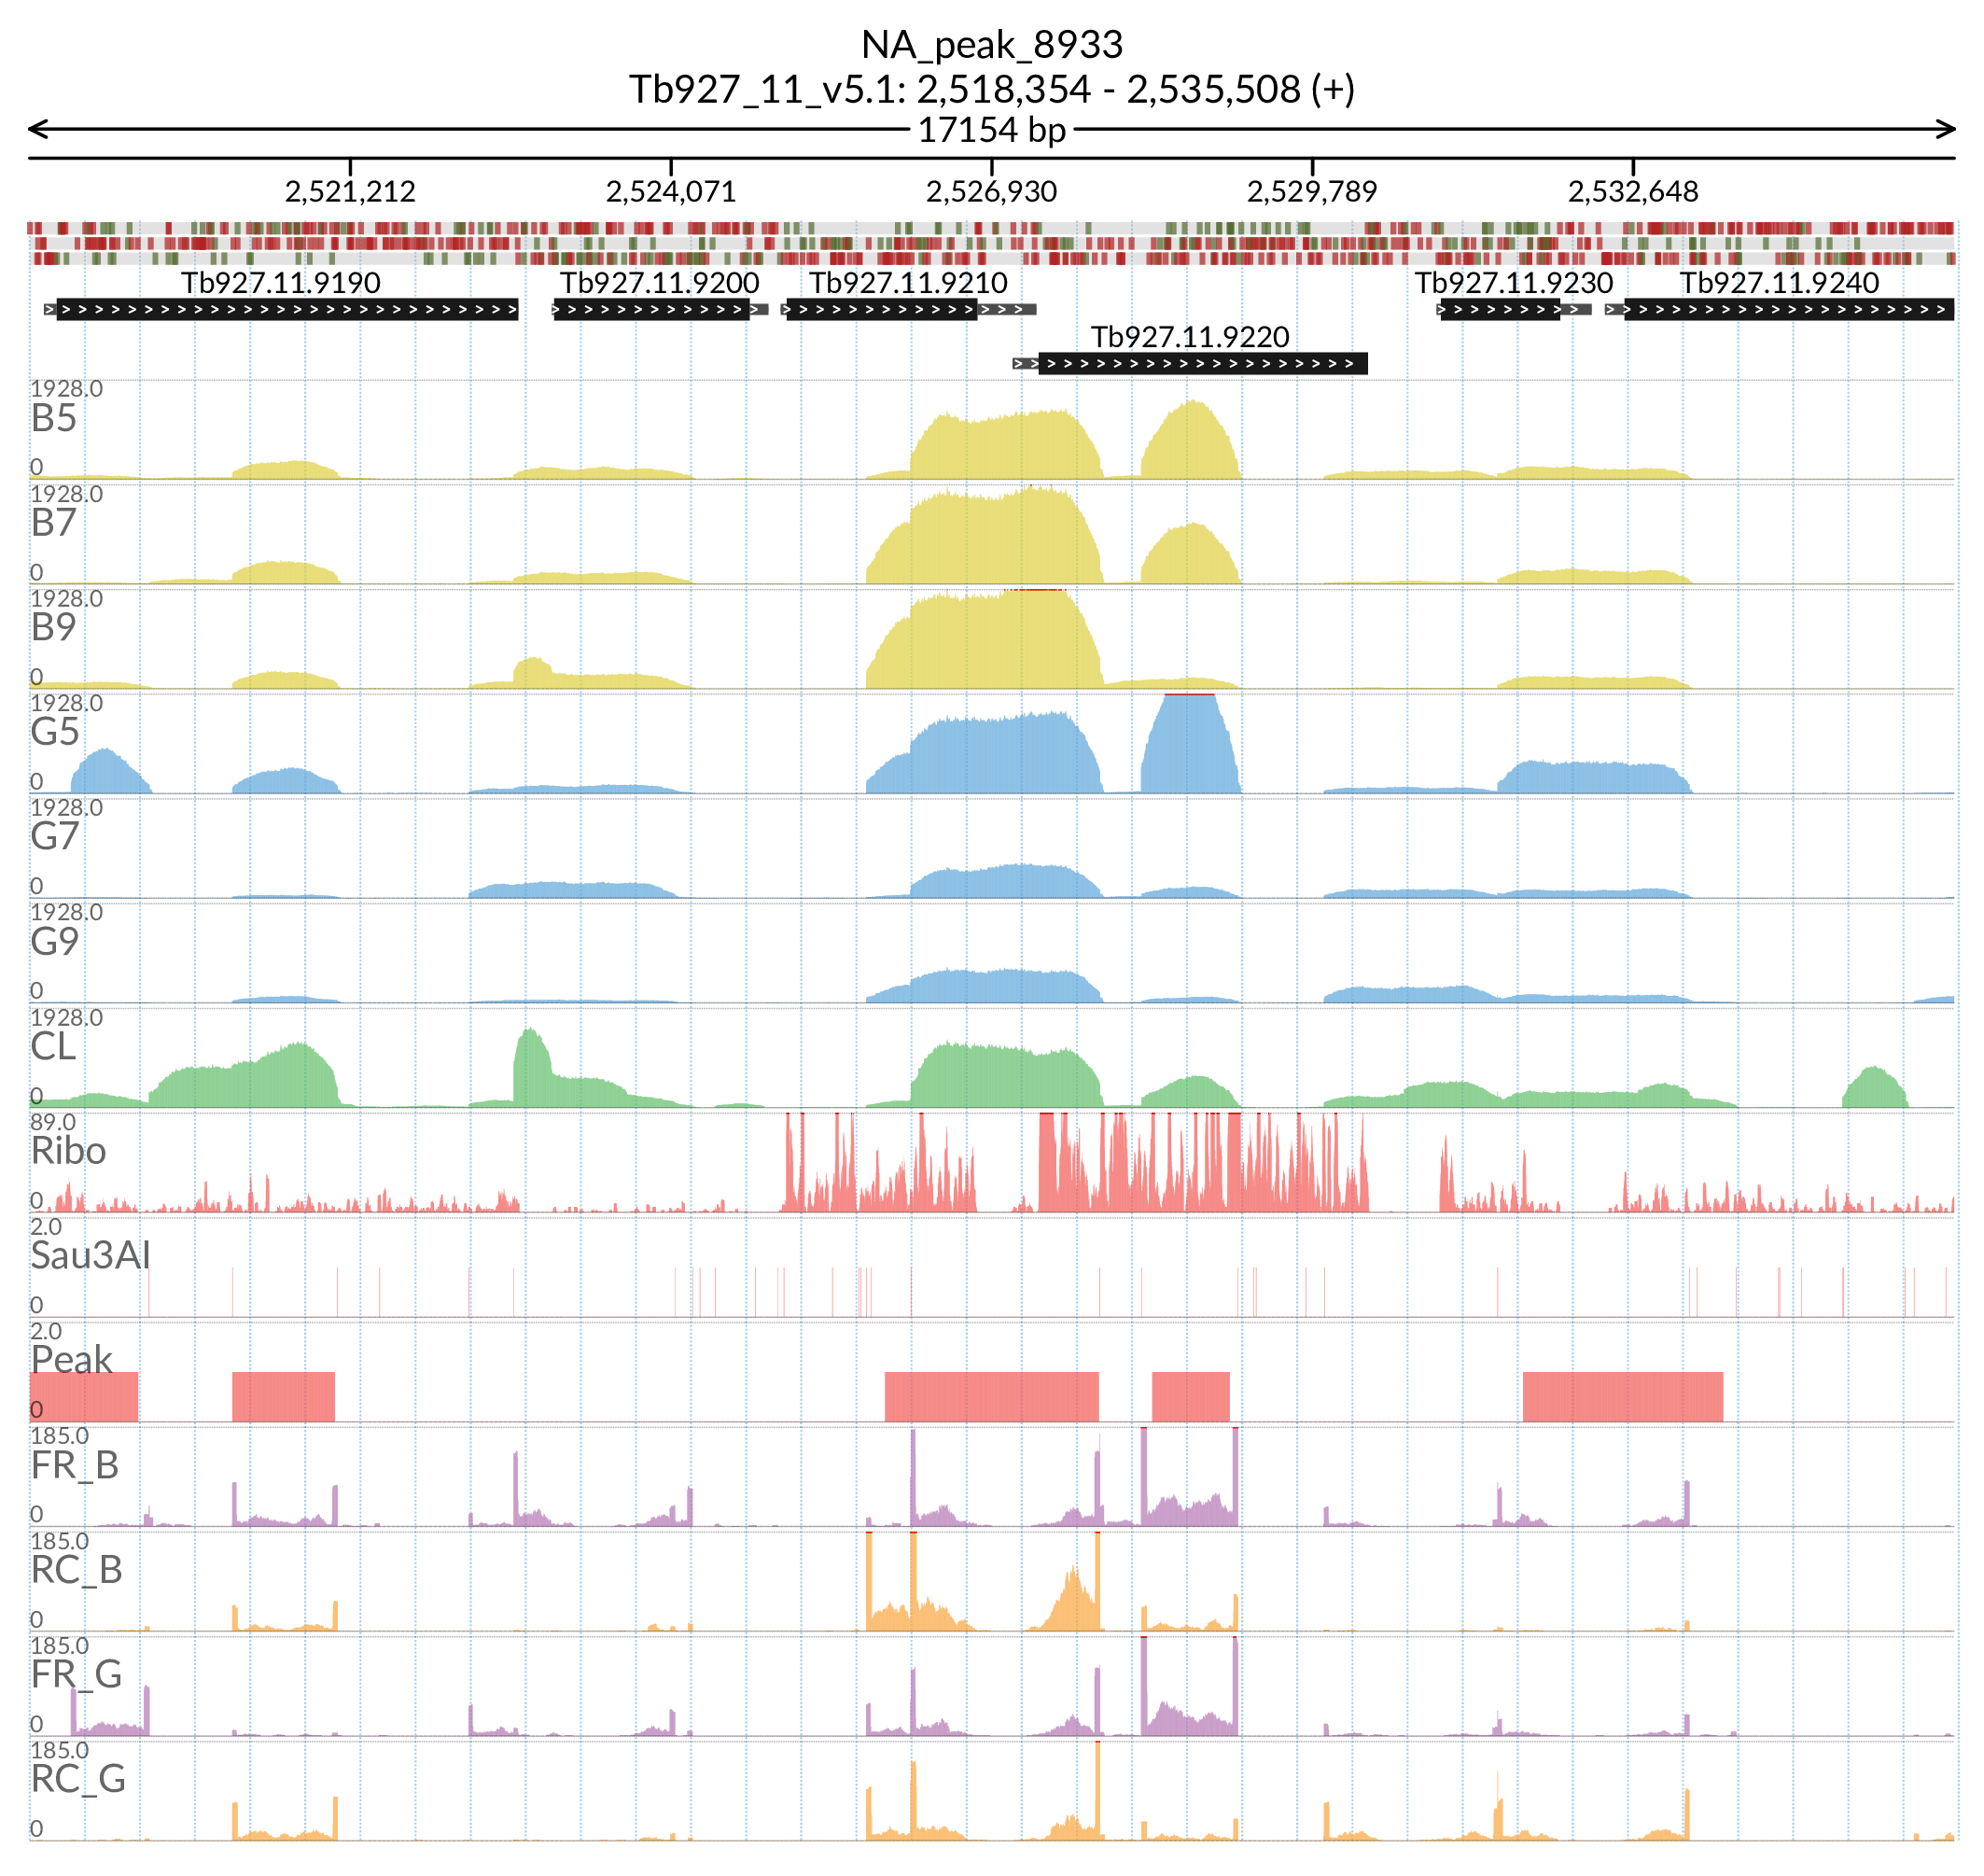 NA_peak_8933
Tb927_11_v5.1: 2,518,354 - 2,535,508 (+)
17154 bp
2,521,212 2,524,071 2,526,930 2,529,789 2,532,648
Tb927.11.9190 Tb927.11.9200 Tb927.11.9210 Tb927.11.9230 Tb927.11.9240
Tb927.11.9220
1928.0
B5
0
1928.0
B7
0
1928.0
B9
0
1928.0
G5
0
1928.0
G7
0
1928.0
G9
0
1928.0
CL
0
89.0
Ribo
0
2.0
Sau3AI
0
2.0
Peak
0
185.0
FR_B
0
185.0
RC_B
0
185.0
FR_G
0
185.0
RC_G
0